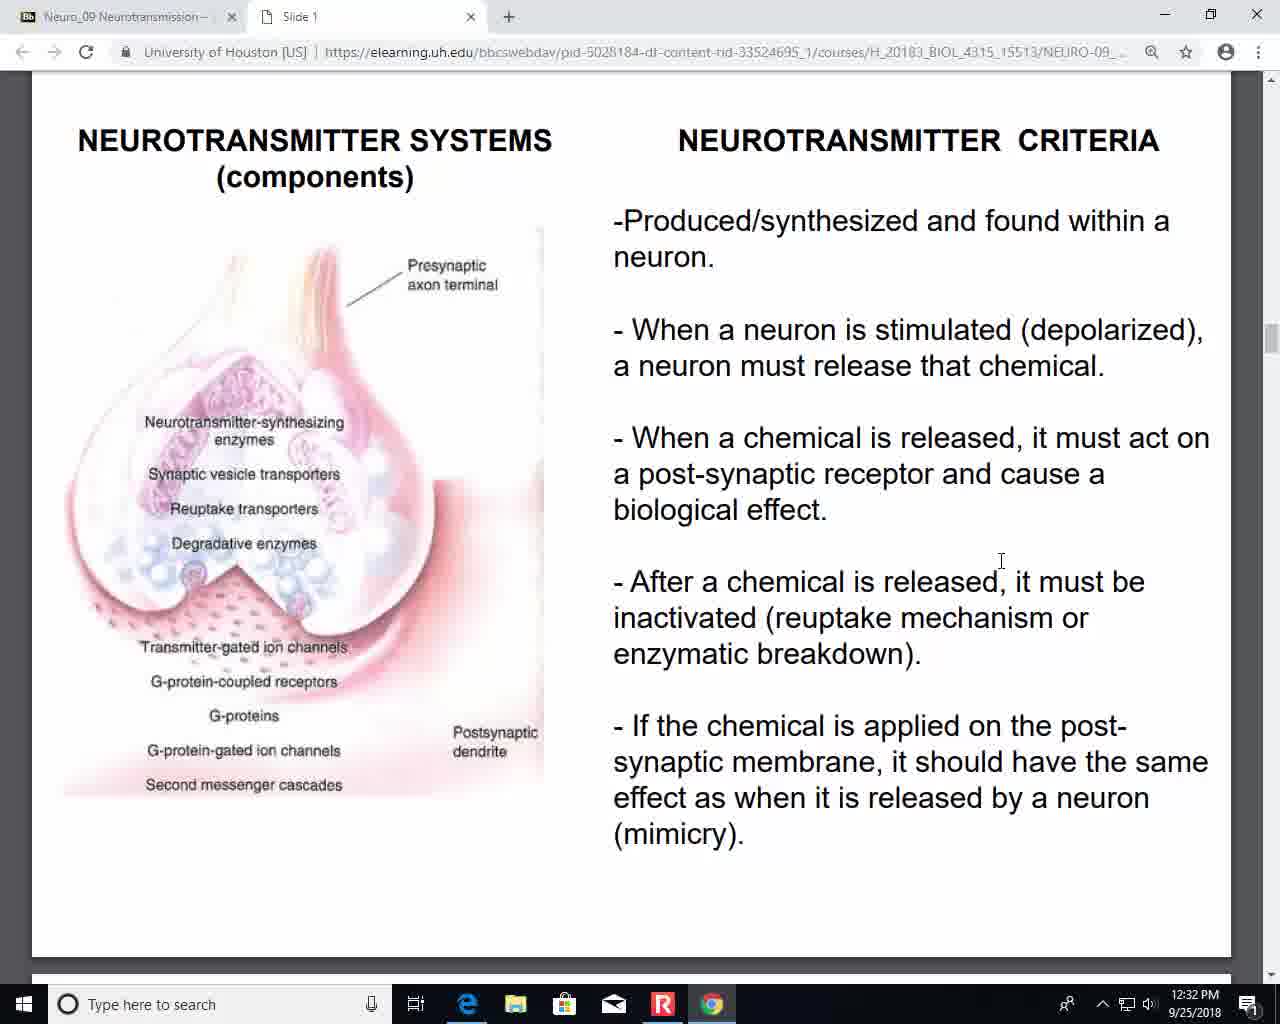 Neuro_09 Neurotransmission –
Slide 1
University of Houston [US]
https://elearning.uh.edu/bbcswebdav/pid-5028184-dt-content-rid-33524695_1/courses/H_20183_BIOL_4315_15513/NEURO-09_...
NEUROTRANSMITTER SYSTEMS
(components)
Presynaptic
axon terminal
Neurotransmitter-synthesizing
enzymes
Synaptic vesicle transporters
Reuptake transporters
Degradative enzymes
Transmitter-gated ion channels
G-protein-coupled receptors
G-proteins
G-protein-gated ion channels
Second messenger cascades
Postsynaptic
dendrite
NEUROTRANSMITTER CRITERIA
-Produced/synthesized and found within a
neuron.
- When a neuron is stimulated (depolarized),
a neuron must release that chemical.
- When a chemical is released, it must act on
a post-synaptic receptor and cause a
biological effect.
- After a chemical is released, it must be
inactivated (reuptake mechanism or
enzymatic breakdown).
- If the chemical is applied on the post-
synaptic membrane, it should have the same
effect as when it is released by a neuron
(mimicry).
Type here to search
12:32 PM
9/25/2018